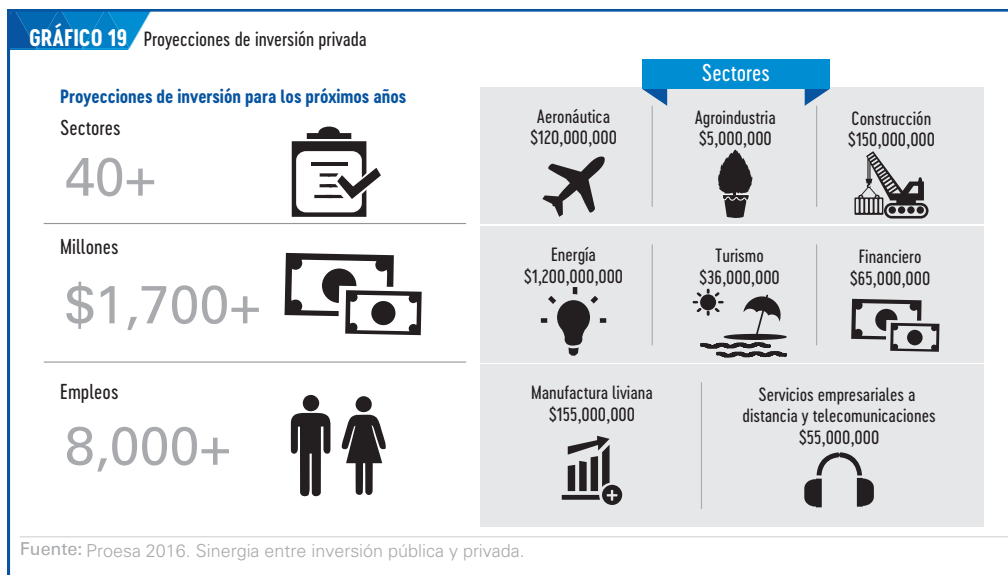 GRÁFICO 19 Proyecciones de inversión privada
Proyecciones de inversión para los próximos años
Sectores
40+
Millones
$1,700+
Empleos
8,000+
Sectores
Aeronáutica
$120,000,000
Agroindustria
$5,000,000
Construcción
$150,000,000
Energía
$1,200,000,000
Turismo
$36,000,000
Financiero
$65,000,000
Manufactura liviana
$155,000,000
Servicios empresariales a
distancia y telecomunicaciones
$55,000,000
Fuente: Proesa 2016. Sinergia entre inversión pública y privada.